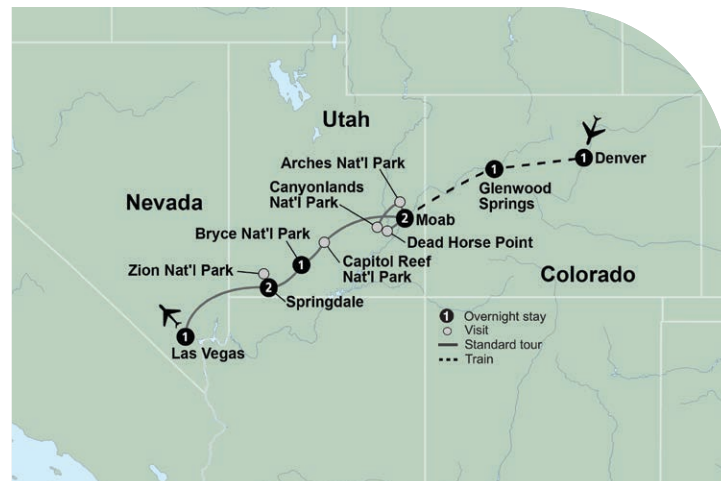 Utah
Arches Nat'l Park
1
Denver
1
Glenwood
Springs
Canyonlands
Nat'l Park
Nevada
2
Moab
Bryce Nat'l Park
Dead Horse Point
1
Capitol Reef
Nat'l Park
Zion Nat'l Park
Colorado
2
Springdale
1
Las Vegas
1 Overnight stay
Visit
Standard tour
Train